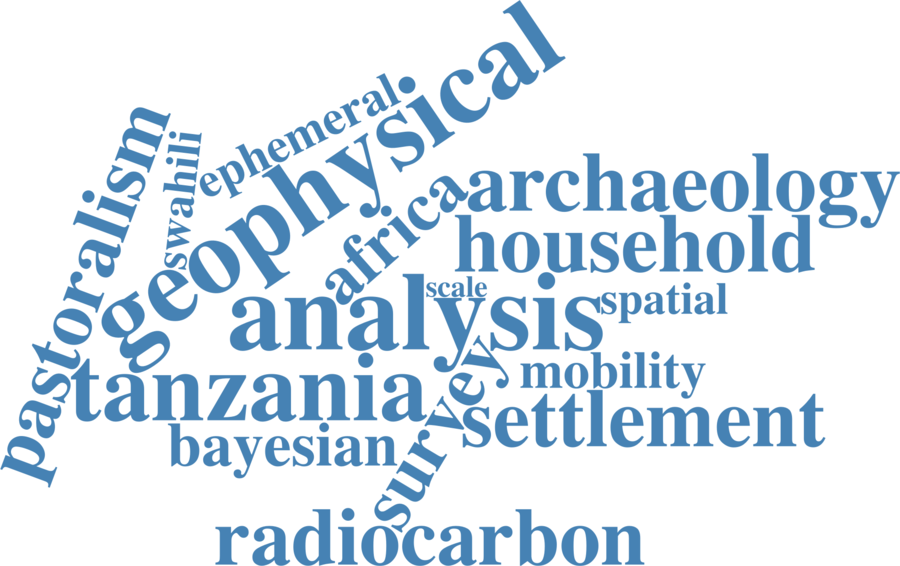 geophysical
ephemeral
swahili
pastoralism
africa
archaeology
household
scale
analysis
spatial
tanzania
mobility
survey
settlement
bayesian
radiocarbon